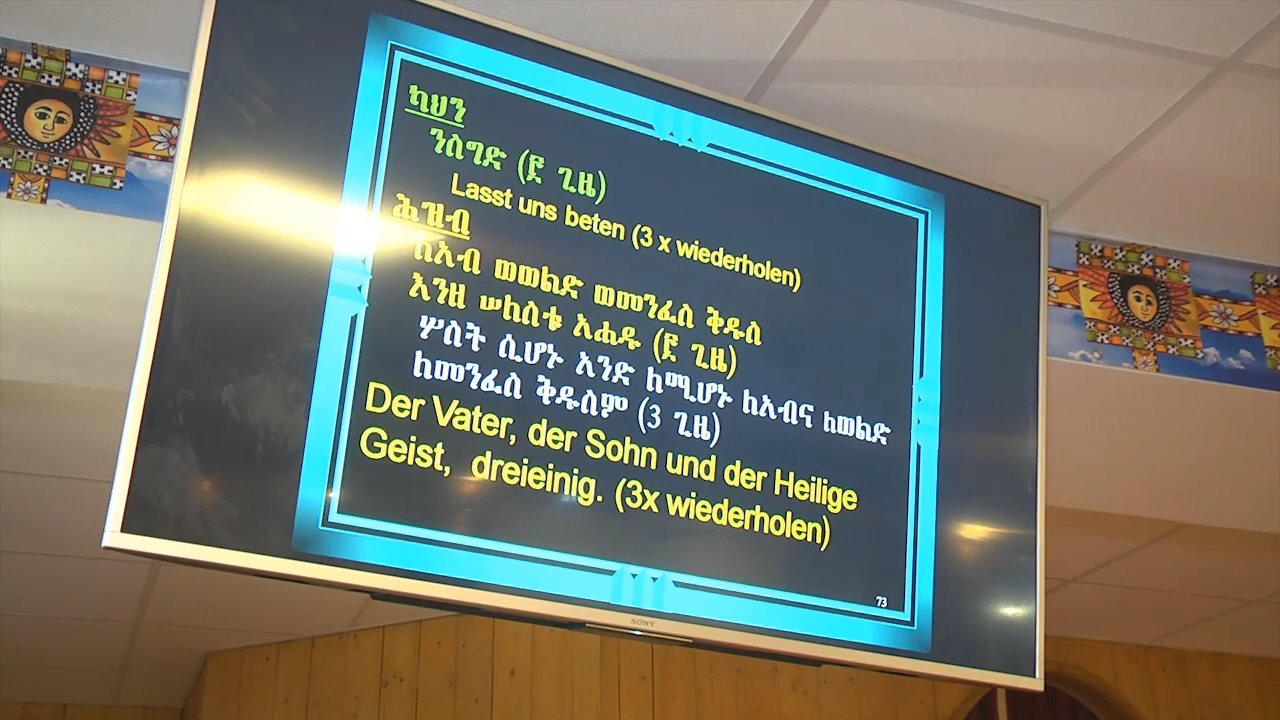 ካህን
ንስግድ (፫ ጊዜ)
Lasst uns beten (3 x wiederholen)
ሕዝብ
ለአብ ወወልድ ወመንፈስ ቅዱስ
እንዘ ሠለስቱ አሐዱ (፫ ጊዜ)
ሦስት ሲሆኑ አንድ ለሚሆኑ ለአብና ለወልድ
ለመንፈስ ቅዱስም (3 ጊዜ)
Der Vater, der Sohn und der Heilige
Geist, dreieinig. (3x wiederholen)
73
SONY